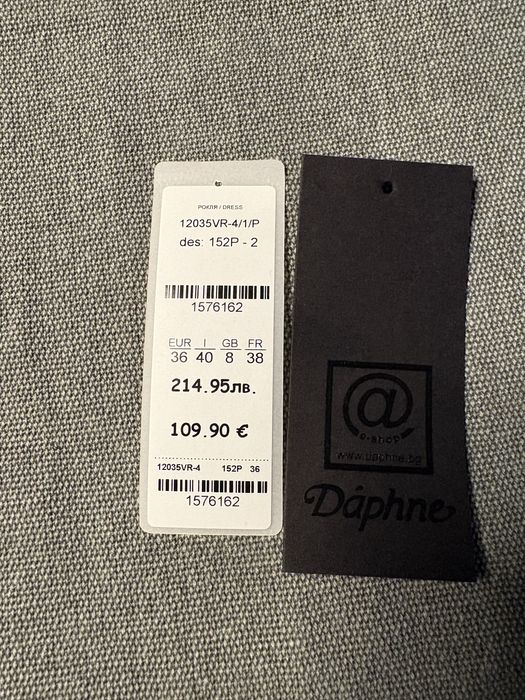 РОКЛЯ / DRESS
12035VR-4/1/P
des: 152P - 2
1576162
EUR I GB FR
36 40 8 38
214.95лв.
109.90 €
12035VR-4 152P 36
1576162
@
e-shop
www.daphne.bg
Dáphne